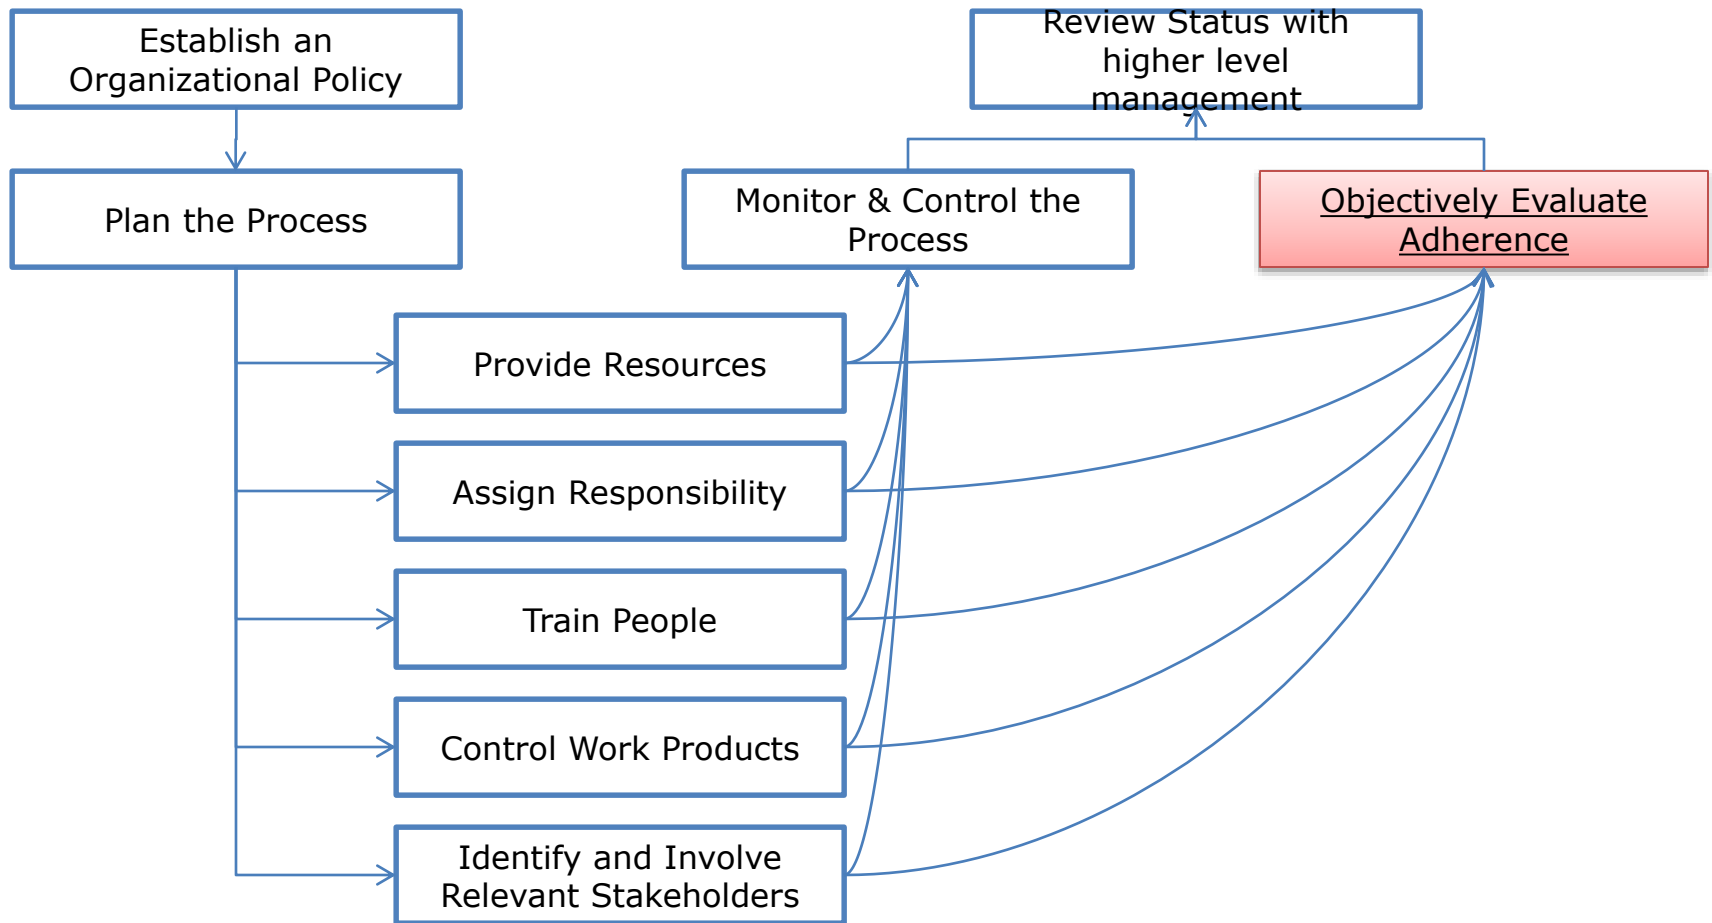 Establish an
Organizational Policy
Review Status with
higher level
management
Plan the Process
Monitor & Control the
Process
Objectively Evaluate
Adherence
Provide Resources
Assign Responsibility
Train People
Control Work Products
Identify and Involve
Relevant Stakeholders